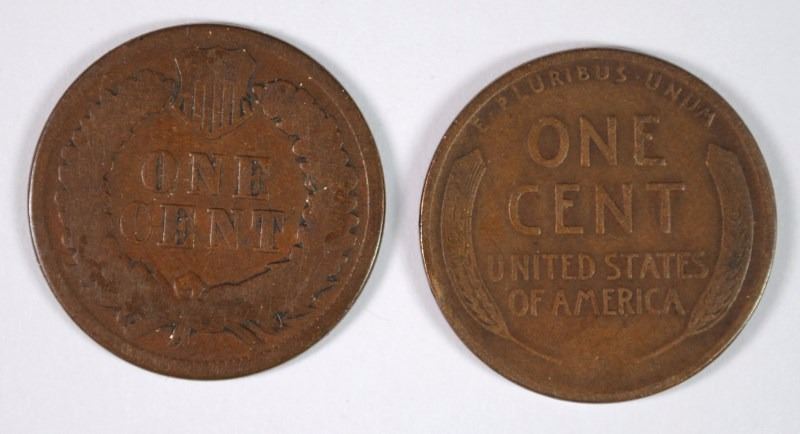 ONE
CENT
E · PLURIBUS · UNUM
ONE
CENT
UNITED STATES
OF AMERICA